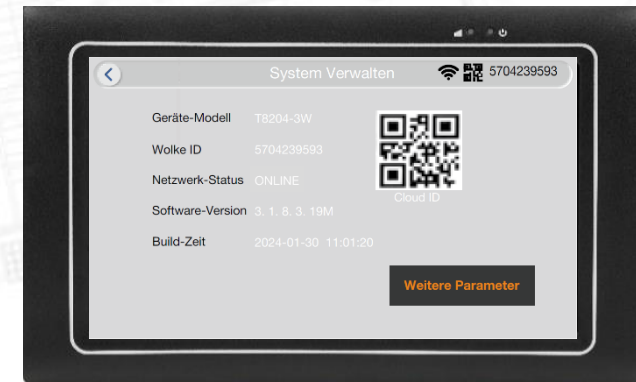 System Verwalten 5704239593
Geräte-Modell T8204-3W
Wolke ID 5704239593
Netzwerk-Status ONLINE
Cloud ID
Software-Version 3. 1. 8. 3. 19M
Build-Zeit 2024-01-30 11:01:20
Weitere Parameter